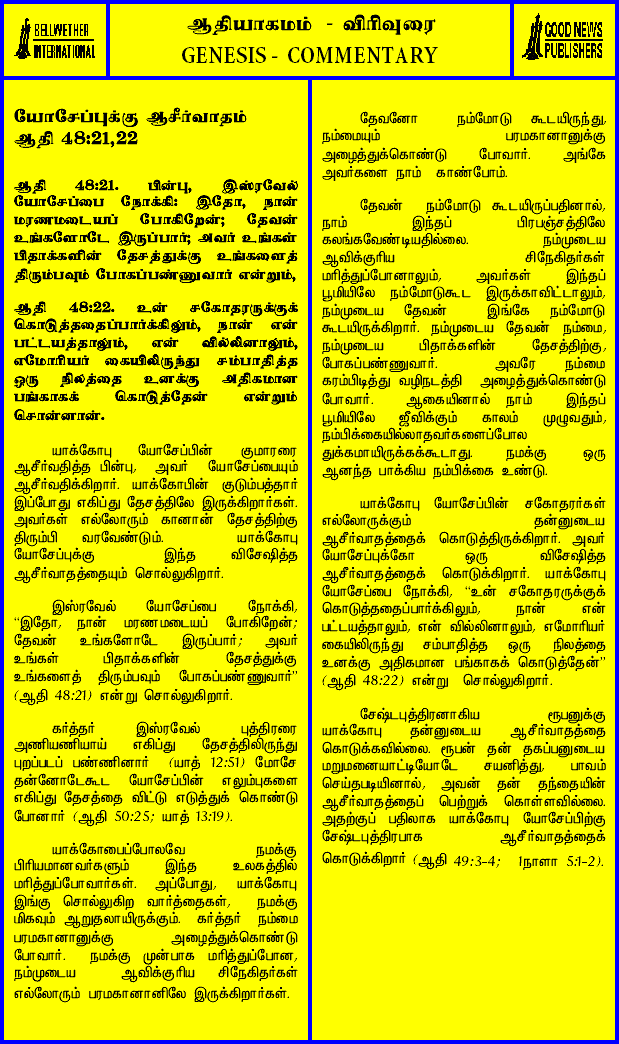 BELLWETHER
INTERNATIONAL
ஆதியாகமம் - விரிவுரை
GENESIS - COMMENTARY
GOOD NEWS
PUBLISHERS
யோசேப்புக்கு ஆசீர்வாதம்
ஆதி 48:21,22
ஆதி 48:21. பின்பு, இஸ்ரவேல்
யோசேப்பை நோக்கி: இதோ, நான்
மரணமடையப் போகிறேன்; தேவன்
உங்களோடே இருப்பார்; அவர் உங்கள்
பிதாக்களின் தேசத்துக்கு உங்களைத்
திரும்பவும் போகப்பண்ணுவார் என்றும்,
ஆதி 48:22. உன் சகோதரருக்குக்
கொடுத்ததைப்பார்க்கிலும், நான் என்
பட்டயத்தாலும், என் வில்லினாலும்,
எமோரியர் கையிலிருந்து சம்பாதித்த
ஒரு நிலத்தை உனக்கு அதிகமான
பங்காகக் கொடுத்தேன் என்றும்
சொன்னான்.
யாக்கோபு யோசேப்பின் குமாரரை
ஆசீர்வதித்த பின்பு, அவர் யோசேப்பையும்
ஆசீர்வதிக்கிறார். யாக்கோபின் குடும்பத்தார்
இப்போது எகிப்து தேசத்திலே இருக்கிறார்கள்.
அவர்கள் எல்லோரும் கானான் தேசத்திற்கு
திரும்பி வரவேண்டும். யாக்கோபு
யோசேப்புக்கு இந்த விசேஷித்த
ஆசீர்வாதத்தையும் சொல்லுகிறார்.
இஸ்ரவேல் யோசேப்பை நோக்கி,
“இதோ, நான் மரணமடையப் போகிறேன்;
தேவன் உங்களோடே இருப்பார்; அவர்
உங்கள் பிதாக்களின் தேசத்துக்கு
உங்களைத் திரும்பவும் போகப்பண்ணுவார்”
(ஆதி 48:21) என்று சொல்லுகிறார்.
கர்த்தர் இஸ்ரவேல் புத்திரரை
அணியணியாய் எகிப்து தேசத்திலிருந்து
புறப்படப் பண்ணினார் (யாத் 12:51) மோசே
தன்னோடேகூட யோசேப்பின் எலும்புகளை
எகிப்து தேசத்தை விட்டு எடுத்துக் கொண்டு
போனார் (ஆதி 50:25; யாத் 13:19).
யாக்கோபைப்போலவே நமக்கு
பிரியமானவர்களும் இந்த உலகத்தில்
மரித்துப்போவார்கள். அப்போது, யாக்கோபு
இங்கு சொல்லுகிற வார்த்தைகள், நமக்கு
மிகவும் ஆறுதலாயிருக்கும். கர்த்தர் நம்மை
பரமகானானுக்கு அழைத்துக்கொண்டு
போவார். நமக்கு முன்பாக மரித்துப்போன,
நம்முடைய ஆவிக்குரிய சிநேகிதர்கள்
எல்லோரும் பரமகானானிலே இருக்கிறார்கள்.
தேவனோ நம்மோடு கூடயிருந்து,
நம்மையும் பரமகானானுக்கு
அழைத்துக்கொண்டு போவார். அங்கே
அவர்களை நாம் காண்போம்.
தேவன் நம்மோடு கூடயிருப்பதினால்,
நாம் இந்தப் பிரபஞ்சத்திலே
கலங்கவேண்டியதில்லை. நம்முடைய
ஆவிக்குரிய சிநேகிதர்கள்
மரித்துப்போனாலும், அவர்கள் இந்தப்
பூமியிலே நம்மோடுகூட இருக்காவிட்டாலும்,
நம்முடைய தேவன் இங்கே நம்மோடு
கூடயிருக்கிறார். நம்முடைய தேவன் நம்மை,
நம்முடைய பிதாக்களின் தேசத்திற்கு,
போகப்பண்ணுவார். அவரே நம்மை
கரம்பிடித்து வழிநடத்தி அழைத்துக்கொண்டு
போவார். ஆகையினால் நாம் இந்தப்
பூமியிலே ஜீவிக்கும் காலம் முழுவதும்,
நம்பிக்கையில்லாதவர்களைப்போல
துக்கமாயிருக்கக்கூடாது. நமக்கு ஒரு
ஆனந்த பாக்கிய நம்பிக்கை உண்டு.
யாக்கோபு யோசேப்பின் சகோதரர்கள்
எல்லோருக்கும் தன்னுடைய
ஆசீர்வாதத்தைக் கொடுத்திருக்கிறார். அவர்
யோசேப்புக்கோ ஒரு விசேஷித்த
ஆசீர்வாதத்தைக் கொடுக்கிறார். யாக்கோபு
யோசேப்பை நோக்கி, “உன் சகோதரருக்குக்
கொடுத்ததைப்பார்க்கிலும், நான் என்
பட்டயத்தாலும், என் வில்லினாலும், எமோரியர்
கையிலிருந்து சம்பாதித்த ஒரு நிலத்தை
உனக்கு அதிகமான பங்காகக் கொடுத்தேன்”
(ஆதி 48:22) என்று சொல்லுகிறார்.
சேஷ்டபுத்திரனாகிய ரூபனுக்கு
யாக்கோபு தன்னுடைய ஆசீர்வாதத்தை
கொடுக்கவில்லை. ரூபன் தன் தகப்பனுடைய
மறுமனையாட்டியோடே சயனித்து, பாவம்
செய்தபடியினால், அவன் தன் தந்தையின்
ஆசீர்வாதத்தைப் பெற்றுக் கொள்ளவில்லை.
அதற்குப் பதிலாக யாக்கோபு யோசேப்பிற்கு
சேஷ்டபுத்திரபாக ஆசீர்வாதத்தைக்
கொடுக்கிறார் (ஆதி 49:3-4; 1நாளா 5:1-2).